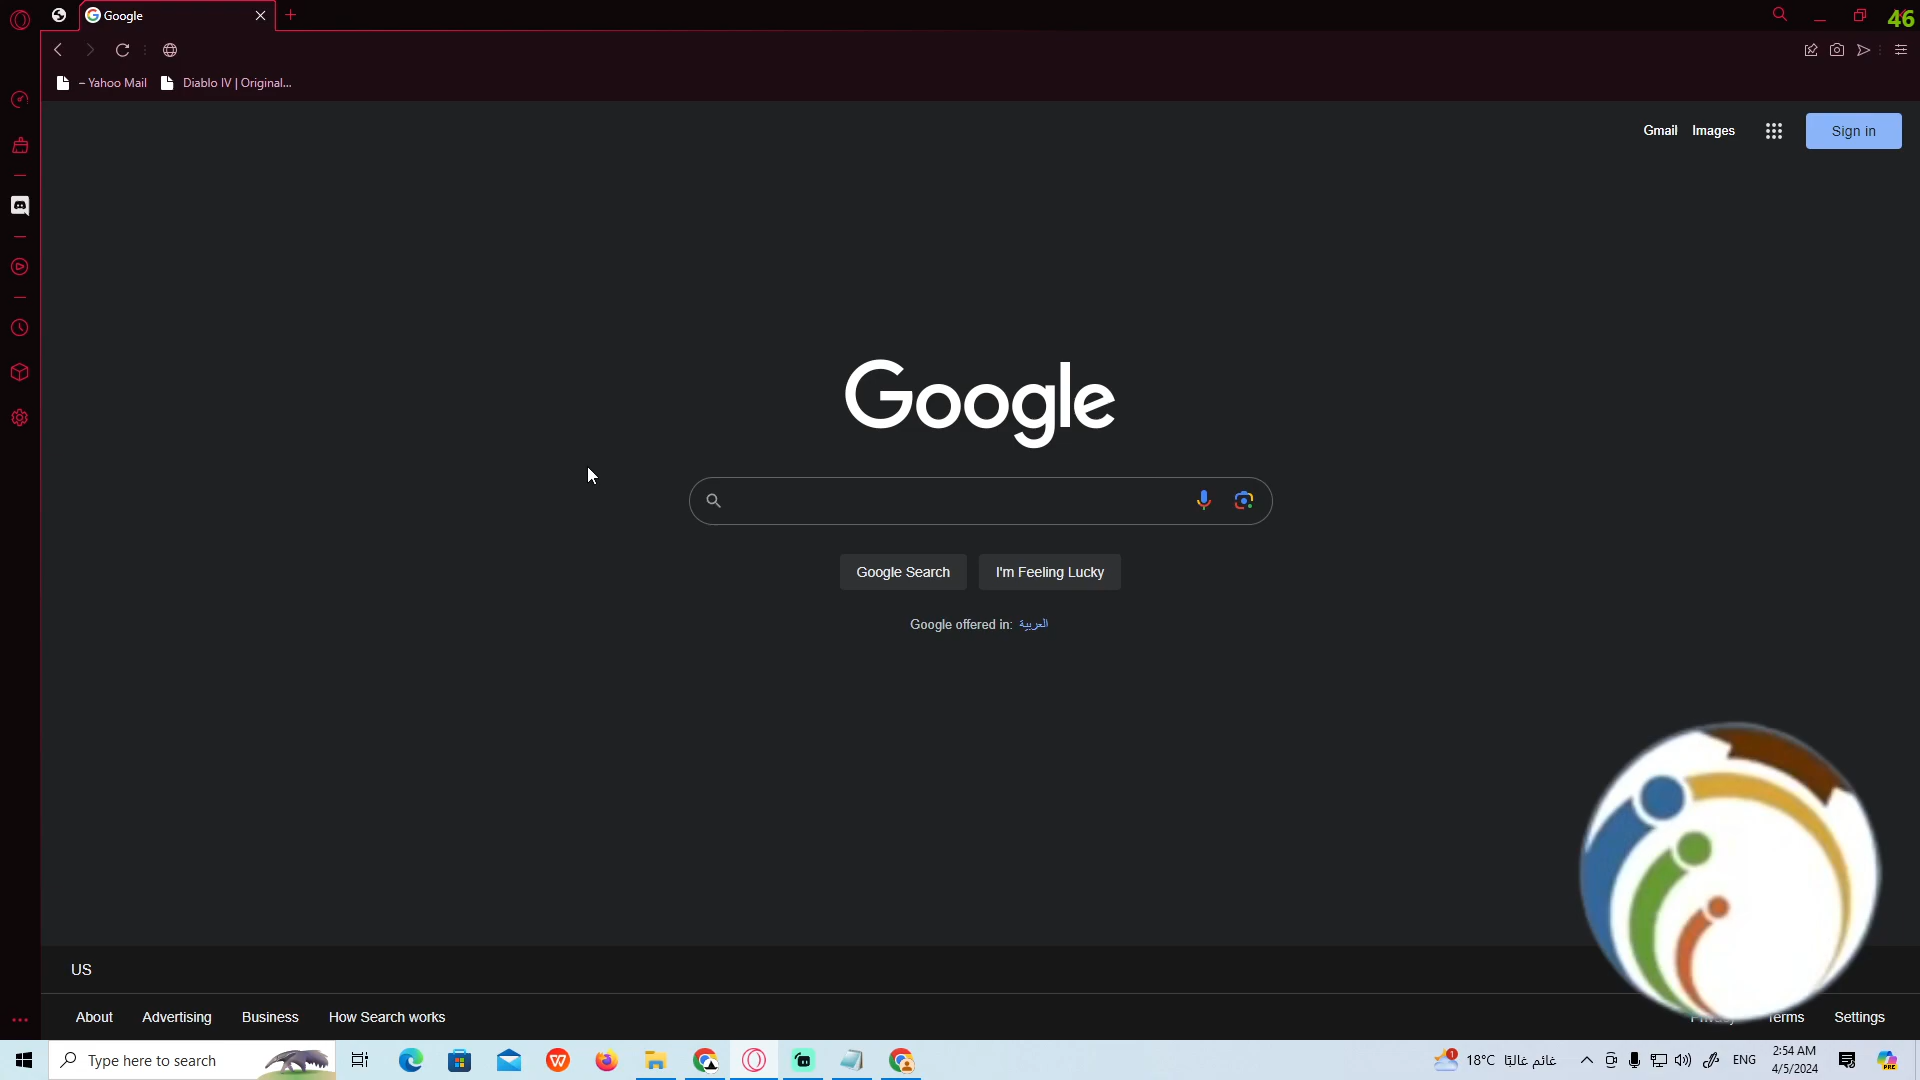 Google
46
– Yahoo Mail
Diablo IV | Original...
Gmail
Images
Sign in
Google
Google Search
I'm Feeling Lucky
Google offered in: العربية
US
About
Advertising
Business
How Search works
Terms
Settings
Type here to search
1
18°C غائم غالبًا
ENG
2:54 AM
4/5/2024
PRE